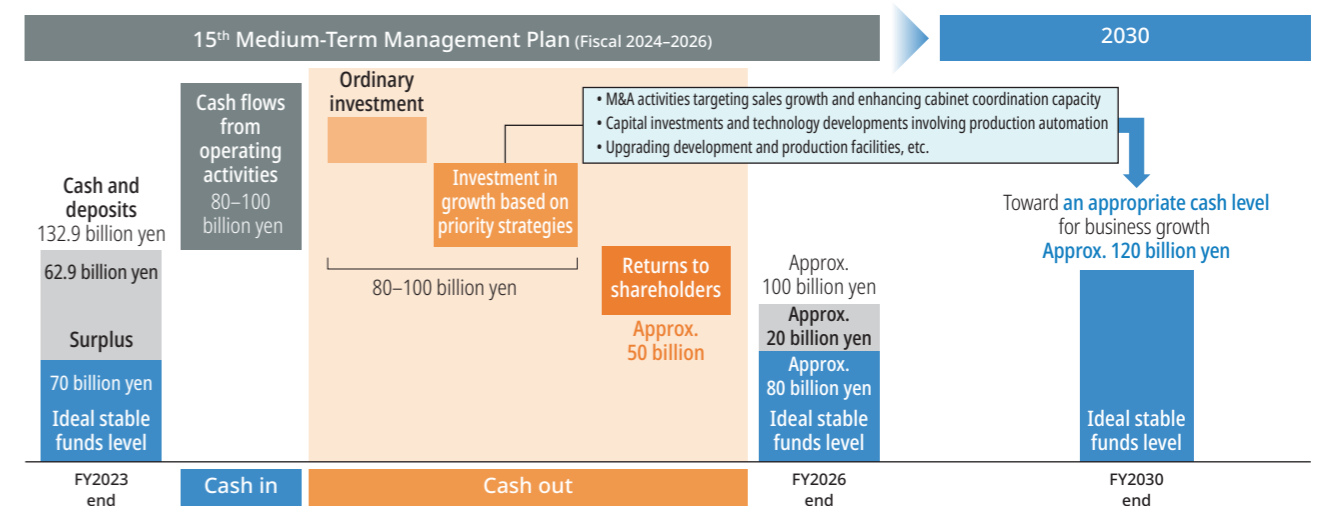 15th Medium-Term Management Plan (Fiscal 2024–2026)
2030
Cash and
deposits
132.9 billion yen
62.9 billion yen
Surplus
70 billion yen
Ideal stable
funds level
FY2023
end
Cash flows
from
operating
activities
80–100
billion yen
Cash in
Ordinary
investment
Investment in
growth based on
priority strategies
80–100 billion yen
• M&A activities targeting sales growth and enhancing cabinet coordination capacity
• Capital investments and technology developments involving production automation
• Upgrading development and production facilities, etc.
Returns to
shareholders
Approx.
50 billion
Cash out
Approx.
100 billion yen
Approx.
20 billion yen
Approx.
80 billion yen
Ideal stable
funds level
FY2026
end
Toward an appropriate cash level
for business growth
Approx. 120 billion yen
Ideal stable
funds level
FY2030
end